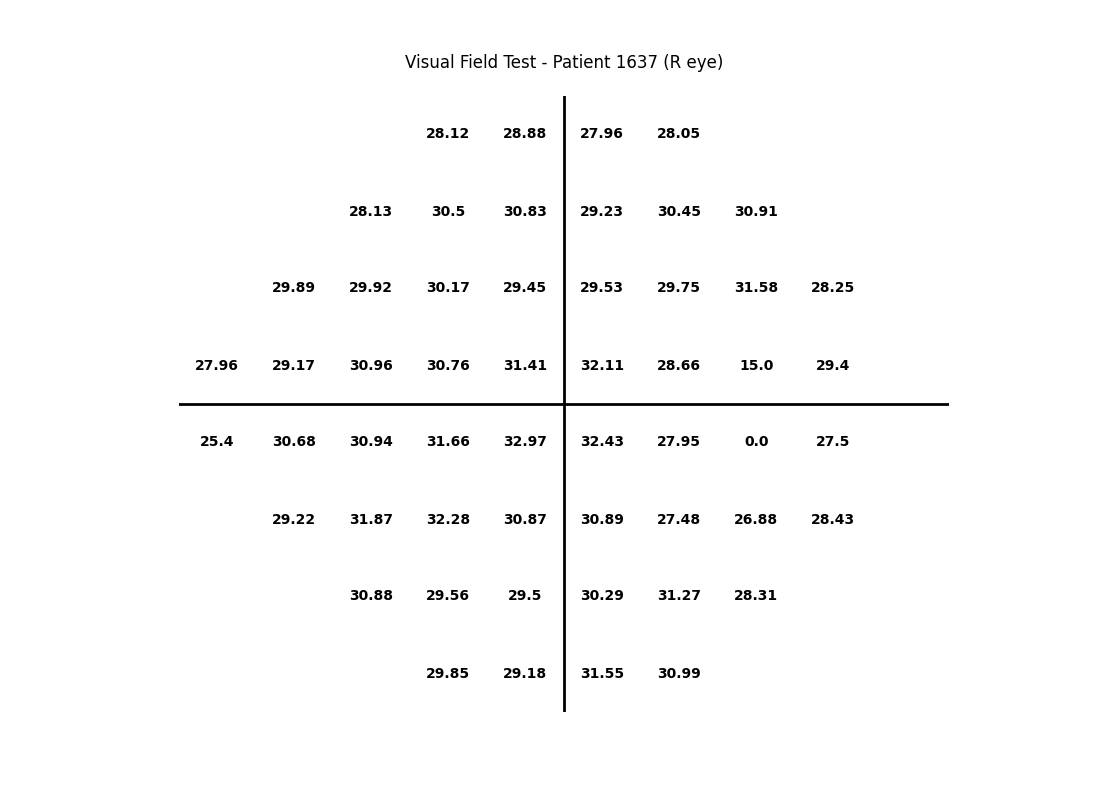 Visual Field Test - Patient 1637 (R eye)
28.12 28.88 27.96 28.05
28.13 30.5 30.83 29.23 30.45 30.91
29.89 29.92 30.17 29.45 29.53 29.75 31.58 28.25
27.96 29.17 30.96 30.76 31.41 32.11 28.66 15.0 29.4
25.4 30.68 30.94 31.66 32.97 32.43 27.95 0.0 27.5
29.22 31.87 32.28 30.87 30.89 27.48 26.88 28.43
30.88 29.56 29.5 30.29 31.27 28.31
29.85 29.18 31.55 30.99